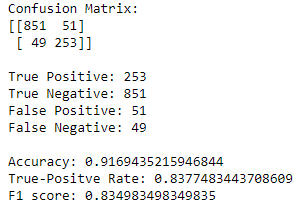 Confusion Matrix:
[[851  51]
 [ 49 253]]
True Positive: 253
True Negative: 851
False Positive: 51
False Negative: 49
Accuracy: 0.9169435215946844
True-Positve Rate: 0.8377483443708609
F1 score: 0.834983498349835